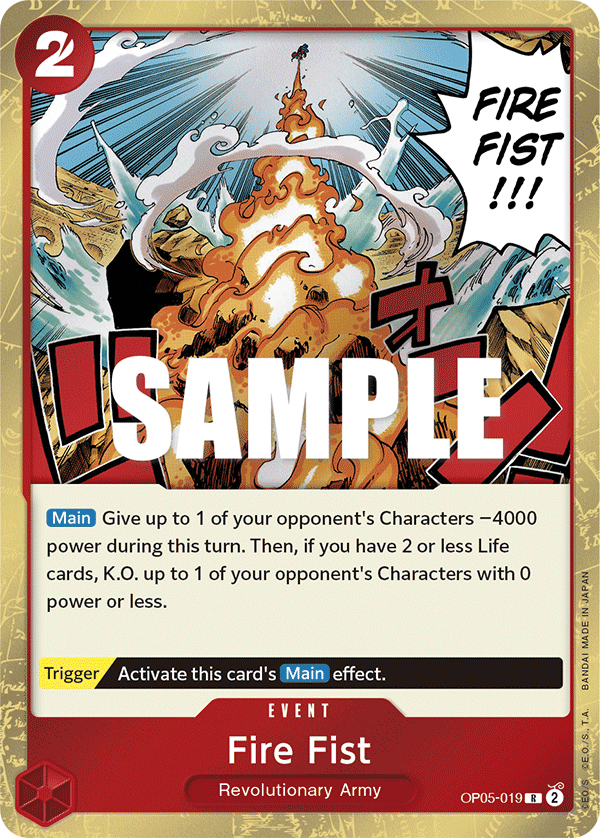 2
FIRE
FIST
!!!
オ
SAMPLE
Main Give up to 1 of your opponent's Characters −4000
power during this turn. Then, if you have 2 or less Life
cards, K.O. up to 1 of your opponent's Characters with 0
power or less.
Trigger Activate this card's Main effect.
EVENT
Fire Fist
Revolutionary Army
OP05-019 R 2
©E.O./S., T.A. BANDAI MADE IN JAPAN